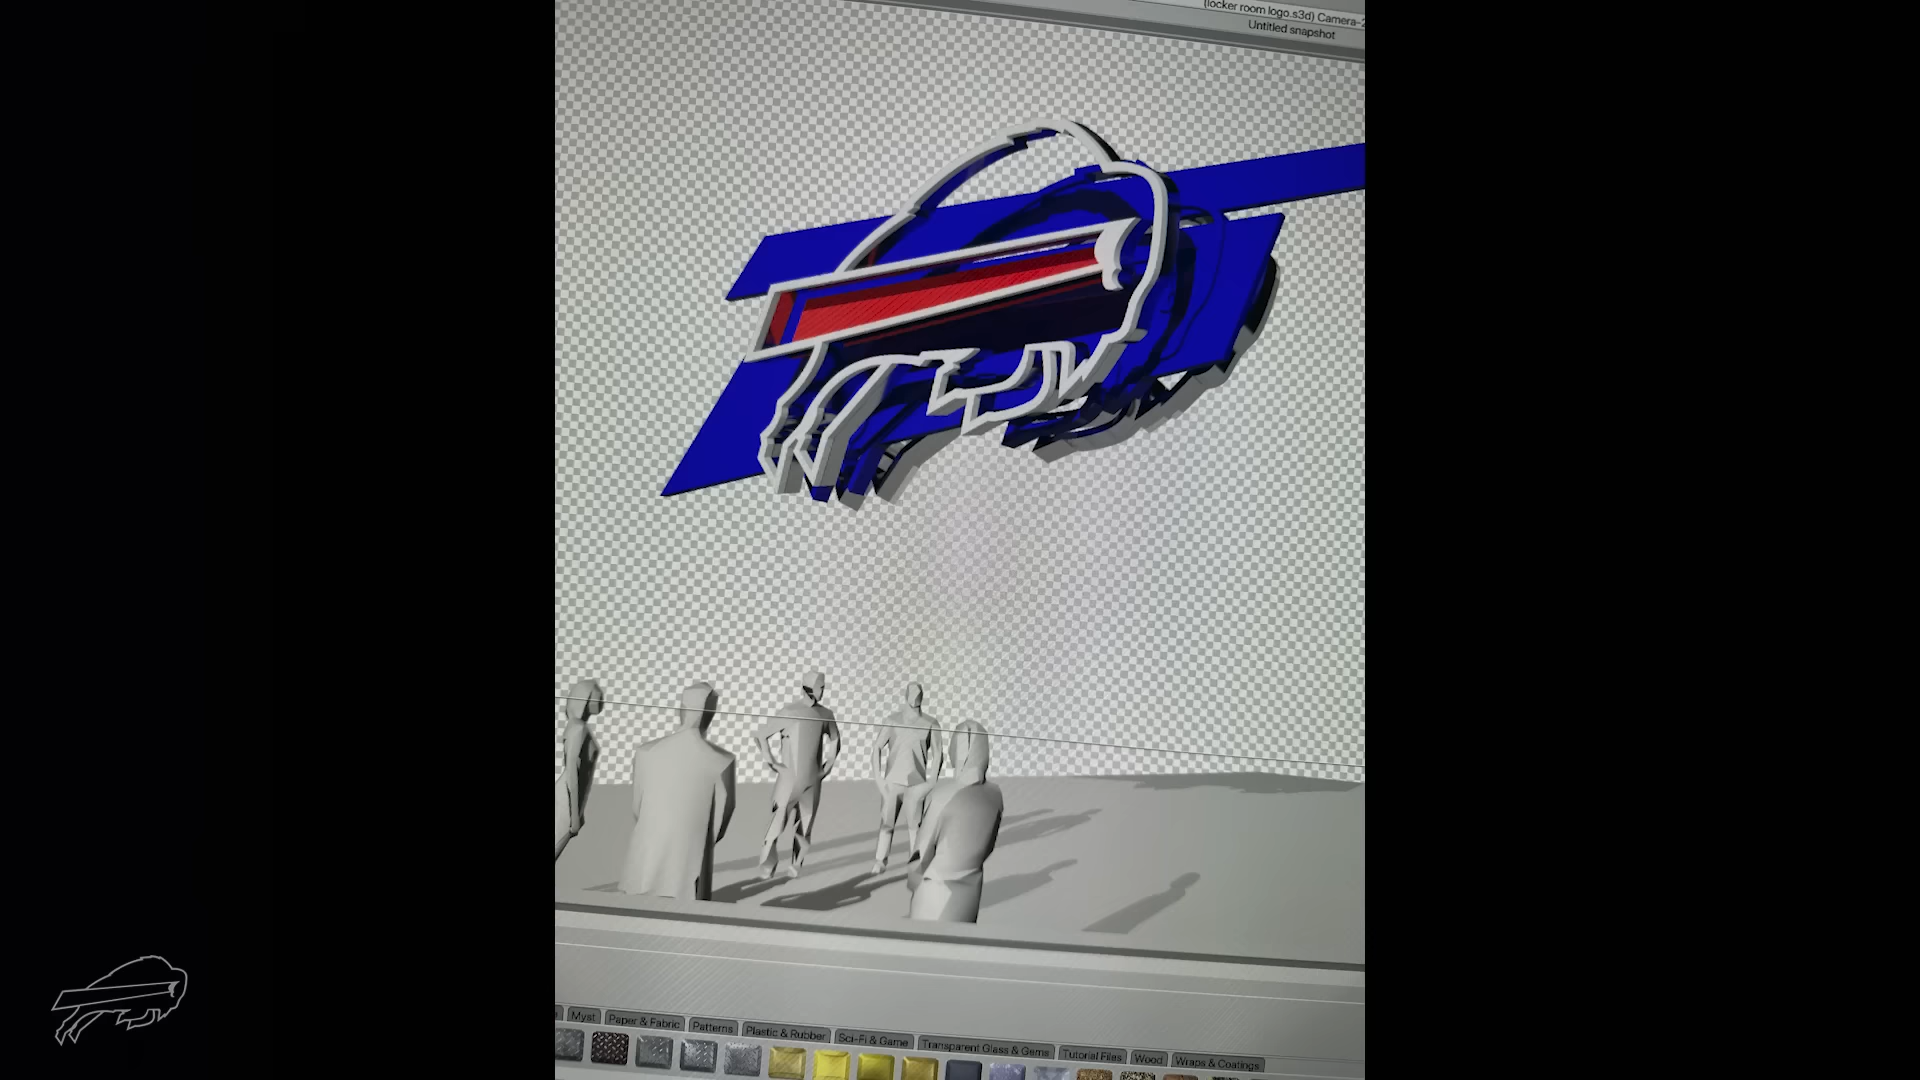 (locker room logo.s3d) Camera-2
Untitled snapshot
Myst
Paper & Fabric
Patterns
Plastic & Rubber
Sci-Fi & Game
Transparent Glass & Gems
Tutorial Files
Wood
Wraps & Coatings